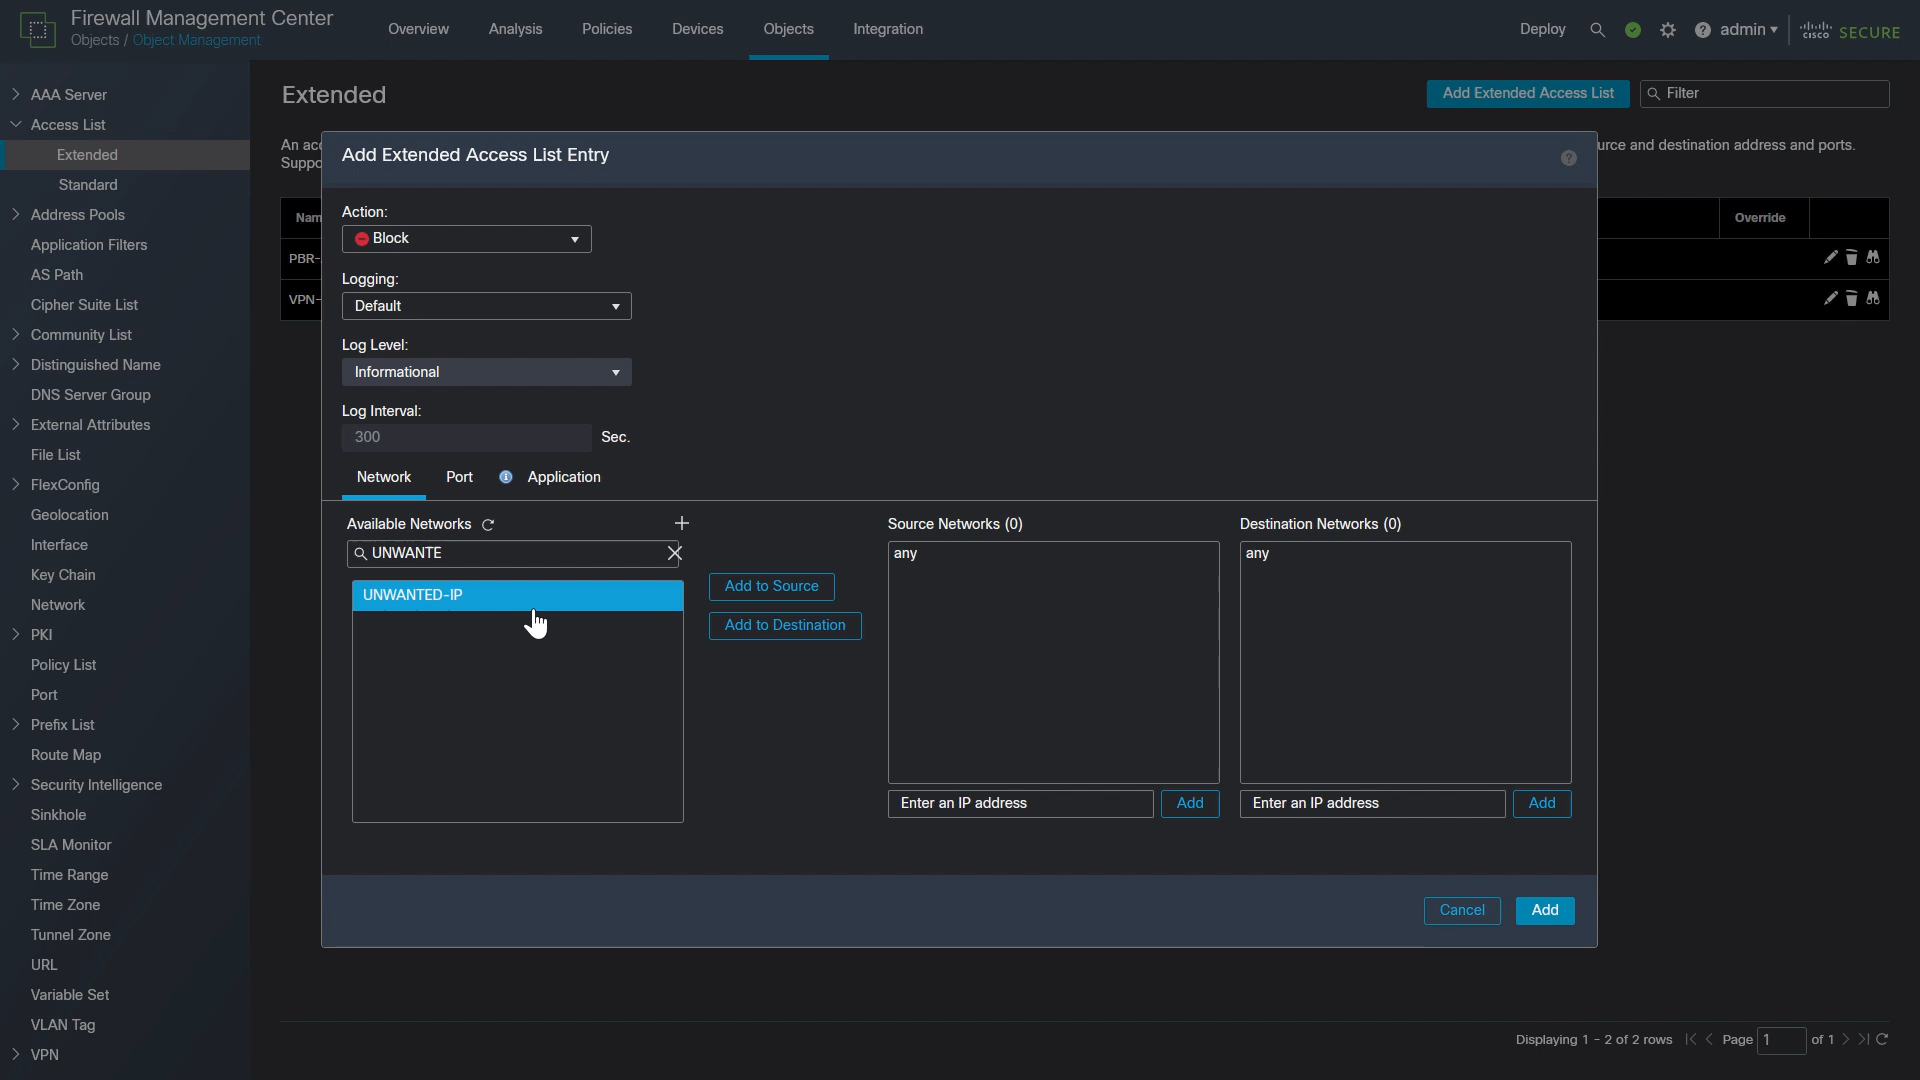 Firewall Management Center
Objects / Object Management
Overview
Analysis
Policies
Devices
Objects
Integration
Deploy
admin
cisco SECURE
AAA Server
Access List
Extended
Standard
Address Pools
Application Filters
AS Path
Cipher Suite List
Community List
Distinguished Name
DNS Server Group
External Attributes
File List
FlexConfig
Geolocation
Interface
Key Chain
Network
PKI
Policy List
Port
Prefix List
Route Map
Security Intelligence
Sinkhole
SLA Monitor
Time Range
Time Zone
Tunnel Zone
URL
Variable Set
VLAN Tag
VPN
Extended
Add Extended Access List
Filter
An acc
urce and destination address and ports.
Suppo
Nam
Override
PBR-
VPN-
Add Extended Access List Entry
Action:
Block
Logging:
Default
Log Level:
Informational
Log Interval:
300
Sec.
Network
Port
Application
Available Networks
UNWANTE
UNWANTED-IP
Add to Source
Add to Destination
Source Networks (0)
any
Enter an IP address
Add
Destination Networks (0)
any
Enter an IP address
Add
Cancel
Add
Displaying 1 - 2 of 2 rows
Page 1 of 1